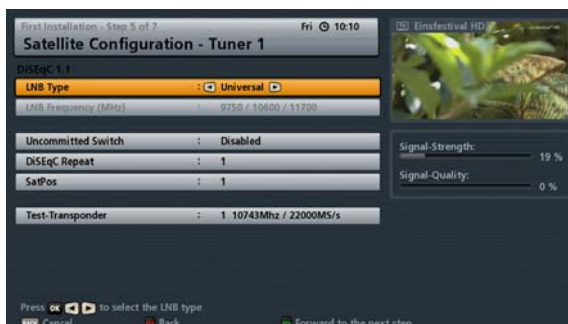 First Installation - Step 5 of 7
Fri 10:10
Satellite Configuration - Tuner 1
TV Einsfestival HD
DiSEqC 1.1
LNB Type : Universal
LNB Frequency (MHz) : 9750 / 10600 / 11700
Uncommitted Switch : Disabled
DiSEqC Repeat : 1
SatPos : 1
Test-Transponder : 1 10743Mhz / 22000MS/s
Signal-Strength:
19 %
Signal-Quality:
0 %
Press OK to select the LNB type
EXIT Cancel Back Forward to the next step